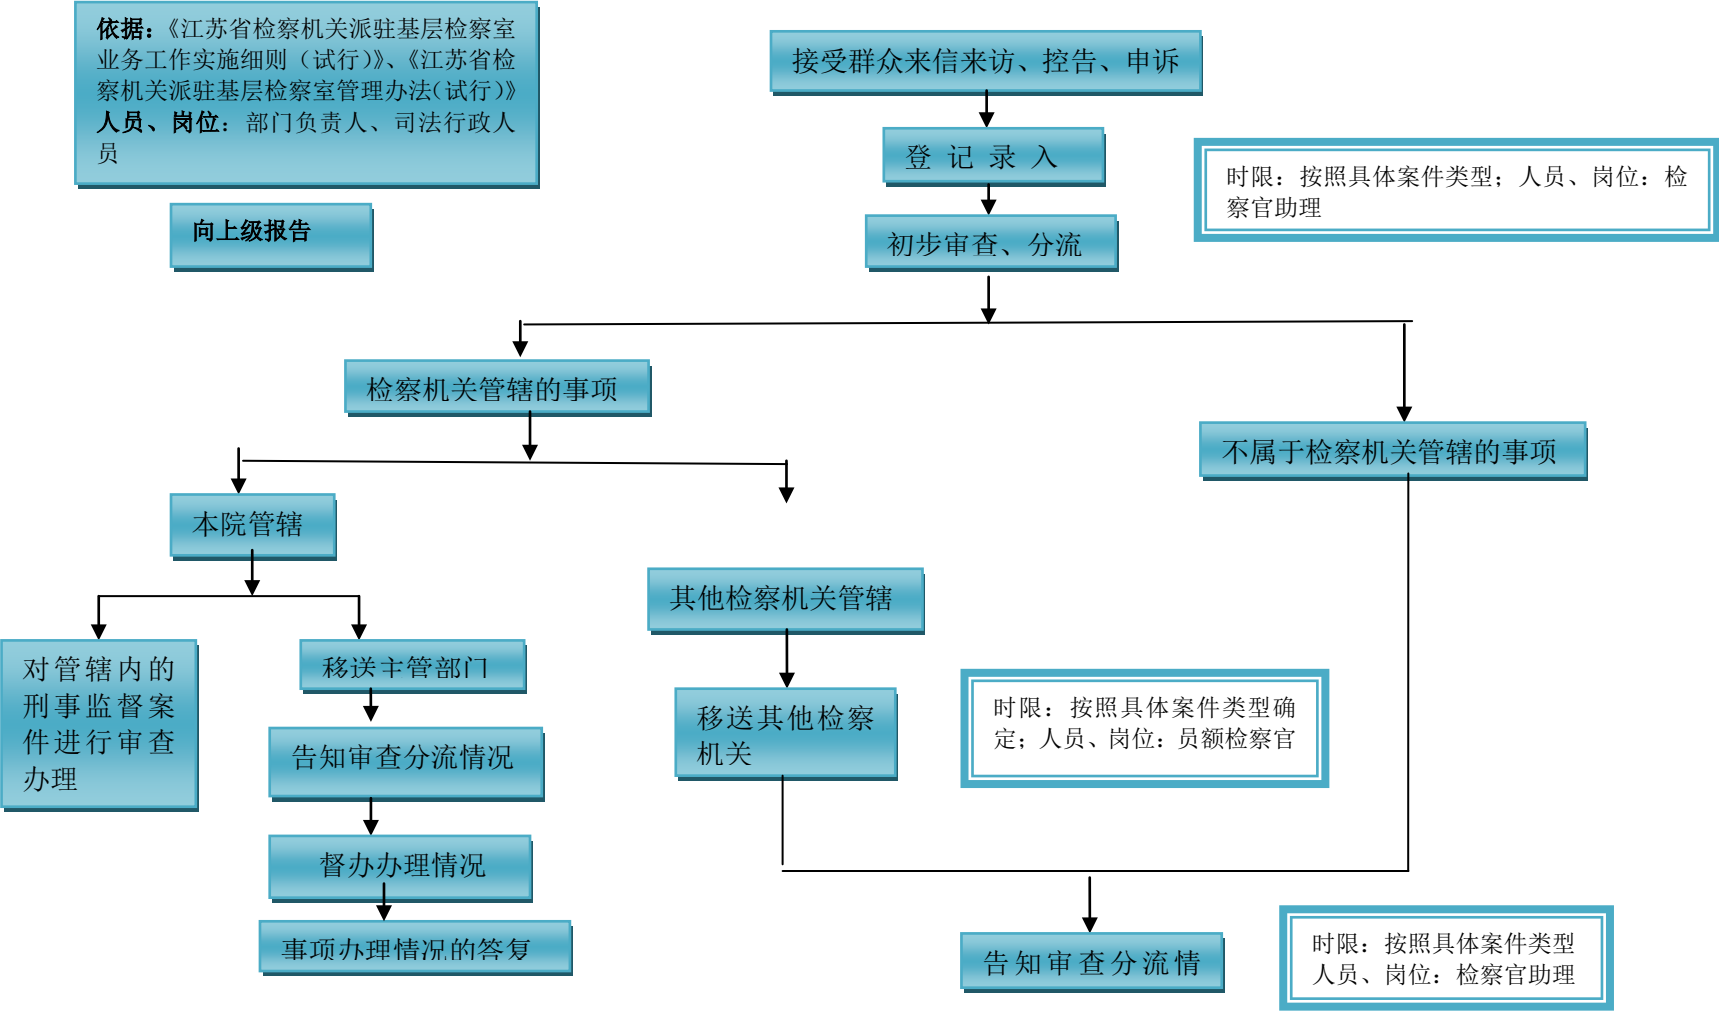 依据：《江苏省检察机关派驻基层检察室
业务工作实施细则（试行）》、《江苏省检
察机关派驻基层检察室管理办法（试行）》
人员、岗位：部门负责人、司法行政人
员
向上级报告
接受群众来信来访、控告、申诉
登记录入
初步审查、分流
时限：按照具体案件类型；人员、岗位：检
察官助理
检察机关管辖的事项
不属于检察机关管辖的事项
本院管辖
其他检察机关管辖
对管辖内的
刑事监督案
件进行审查
办理
移送主管部门
告知审查分流情况
督办办理情况
事项办理情况的答复
移送其他检察
机关
时限：按照具体案件类型确
定；人员、岗位：员额检察官
告知审查分流情
时限：按照具体案件类型
人员、岗位：检察官助理